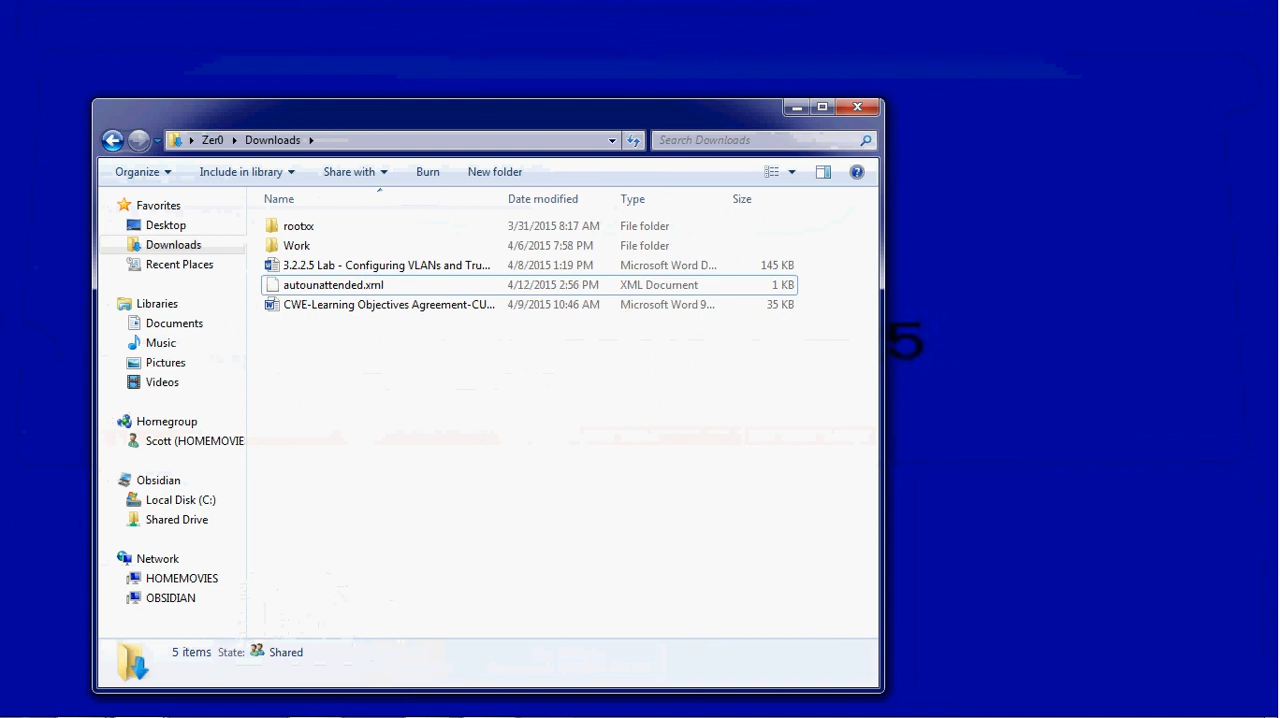 Zer0 Downloads
Search Downloads
Organize Include in library Share with Burn New folder
Name Date modified Type Size
Favorites
Desktop
Downloads
Recent Places
Libraries
Documents
Music
Pictures
Videos
Homegroup
Scott (HOMEMOVIE
Obsidian
Local Disk (C:)
Shared Drive
Network
HOMEMOVIES
OBSIDIAN
rootxx 3/31/2015 8:17 AM File folder
Work 4/6/2015 7:58 PM File folder
3.2.2.5 Lab - Configuring VLANs and Tru... 4/8/2015 1:19 PM Microsoft Word D... 145 KB
autounattended.xml 4/12/2015 2:56 PM XML Document 1 KB
CWE-Learning Objectives Agreement-CU... 4/9/2015 10:46 AM Microsoft Word 9... 35 KB
5
5 items State: Shared